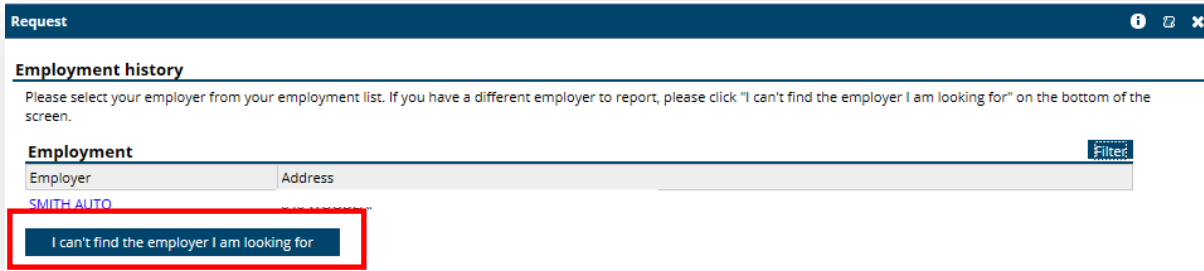 Request
Employment history
Please select your employer from your employment list. If you have a different employer to report, please click "I can't find the employer I am looking for" on the bottom of the
screen.
Employment Filter
Employer Address
SMITH AUTO
I can't find the employer I am looking for